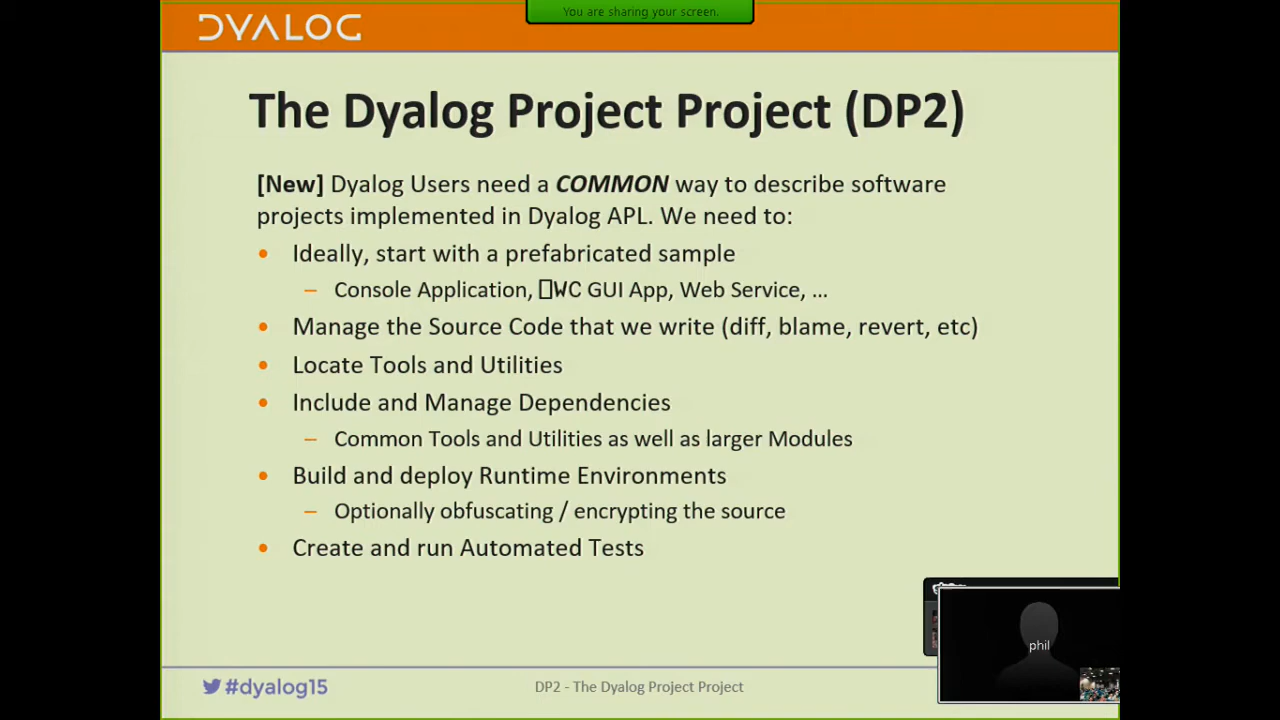 You are sharing your screen.
DYALOG
The Dyalog Project Project (DP2)
[New] Dyalog Users need a COMMON way to describe software
projects implemented in Dyalog APL. We need to:
• Ideally, start with a prefabricated sample
– Console Application, ⎕WC GUI App, Web Service, …
• Manage the Source Code that we write (diff, blame, revert, etc)
• Locate Tools and Utilities
• Include and Manage Dependencies
– Common Tools and Utilities as well as larger Modules
• Build and deploy Runtime Environments
– Optionally obfuscating / encrypting the source
• Create and run Automated Tests
phil
#dyalog15
DP2 - The Dyalog Project Project